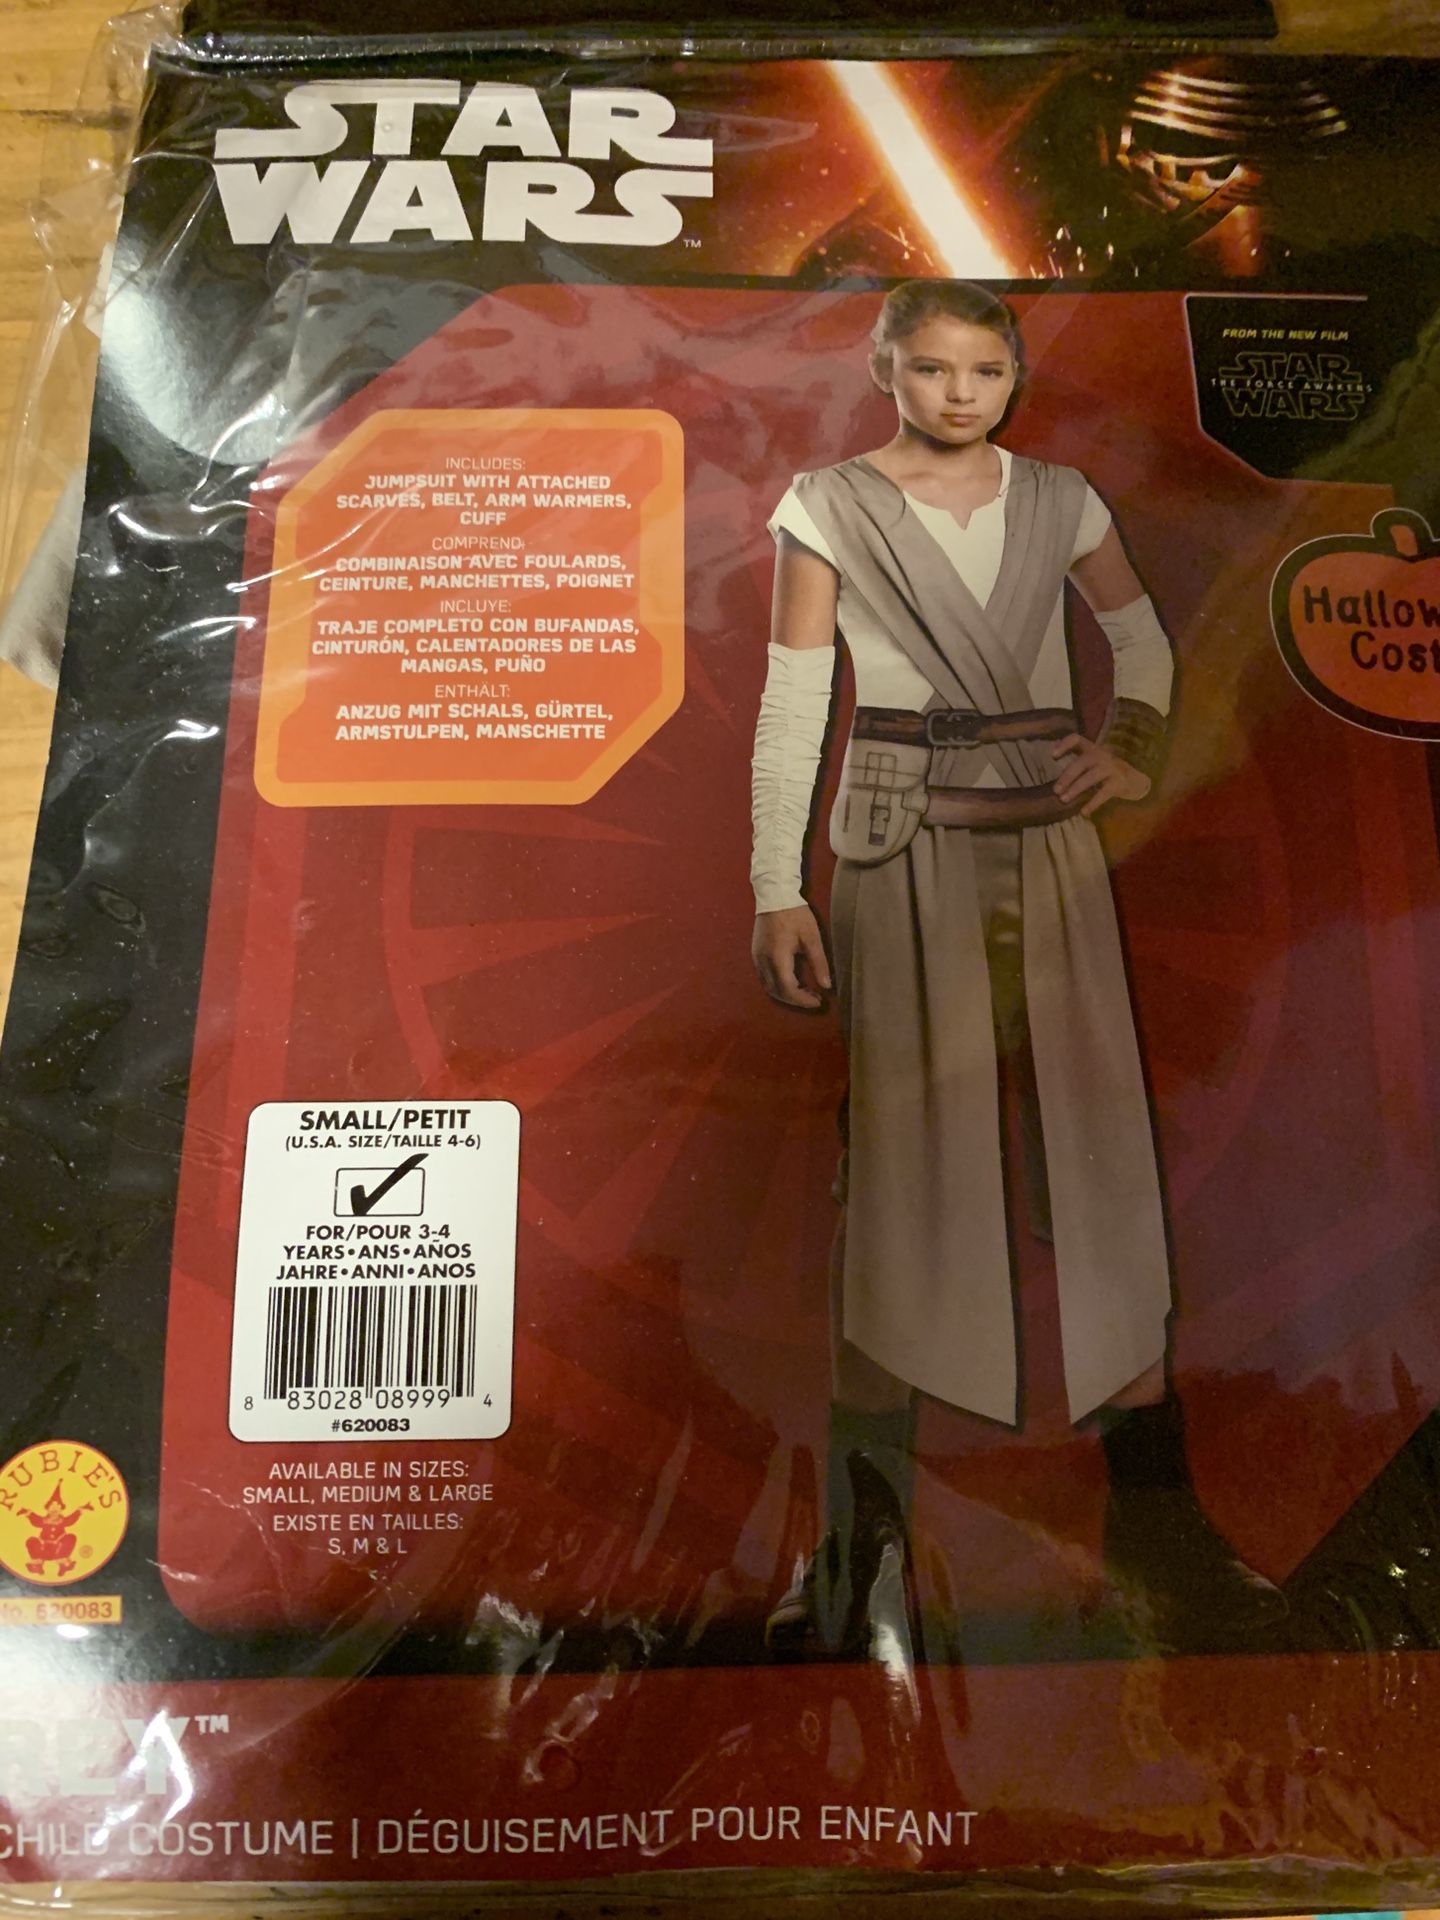 STAR
WARS
™
FROM THE NEW FILM
STAR
THE FORCE AWAKENS
WARS
INCLUDES:
JUMPSUIT WITH ATTACHED
SCARVES, BELT, ARM WARMERS,
CUFF
COMPREND:
COMBINAISON AVEC FOULARDS,
CEINTURE, MANCHETTES, POIGNET
INCLUYE:
TRAJE COMPLETO CON BUFANDAS,
CINTURÓN, CALENTADORES DE LAS
MANGAS, PUÑO
ENTHÄLT:
ANZUG MIT SCHALS, GÜRTEL,
ARMSTULPEN, MANSCHETTE
Hallow
Cost
SMALL/PETIT
(U.S.A. SIZE/TAILLE 4-6)
FOR/POUR 3-4
YEARS•ANS•AÑOS
JAHRE•ANNI•ANOS
8 83028 08999 4
#620083
AVAILABLE IN SIZES:
SMALL, MEDIUM & LARGE
EXISTE EN TAILLES:
S, M & L
RUBIE'S
®
No. 620083
REY™
CHILD COSTUME | DÉGUISEMENT POUR ENFANT